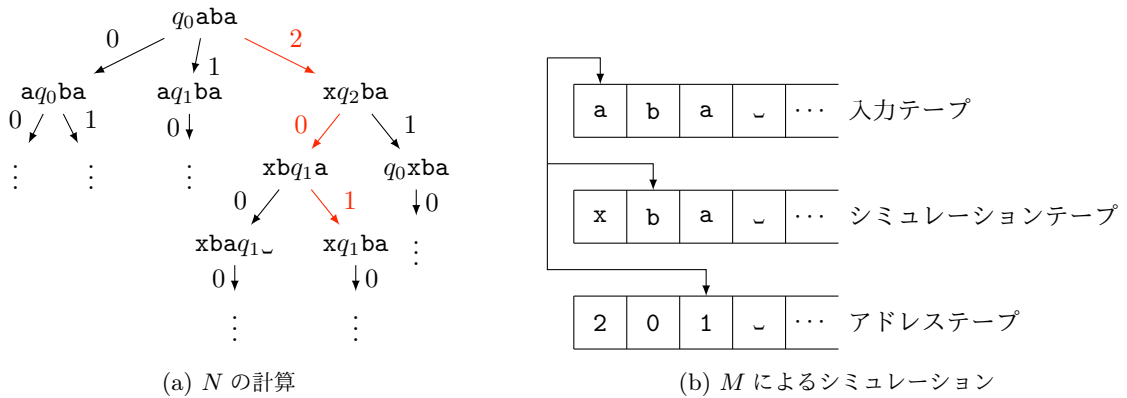 q₀aba
0 1 2
aq₀ba aq₁ba xq₂ba
0 1 0 0 1
⋮ ⋮ ⋮ xbq₁a q₀xba
0 1 0
xbaq₁␣ xq₁ba ⋮
0 0
⋮ ⋮
(a) N の計算
a b a ␣ ⋯ 入力テープ
x b a ␣ ⋯ シミュレーションテープ
2 0 1 ␣ ⋯ アドレステープ
(b) M によるシミュレーション